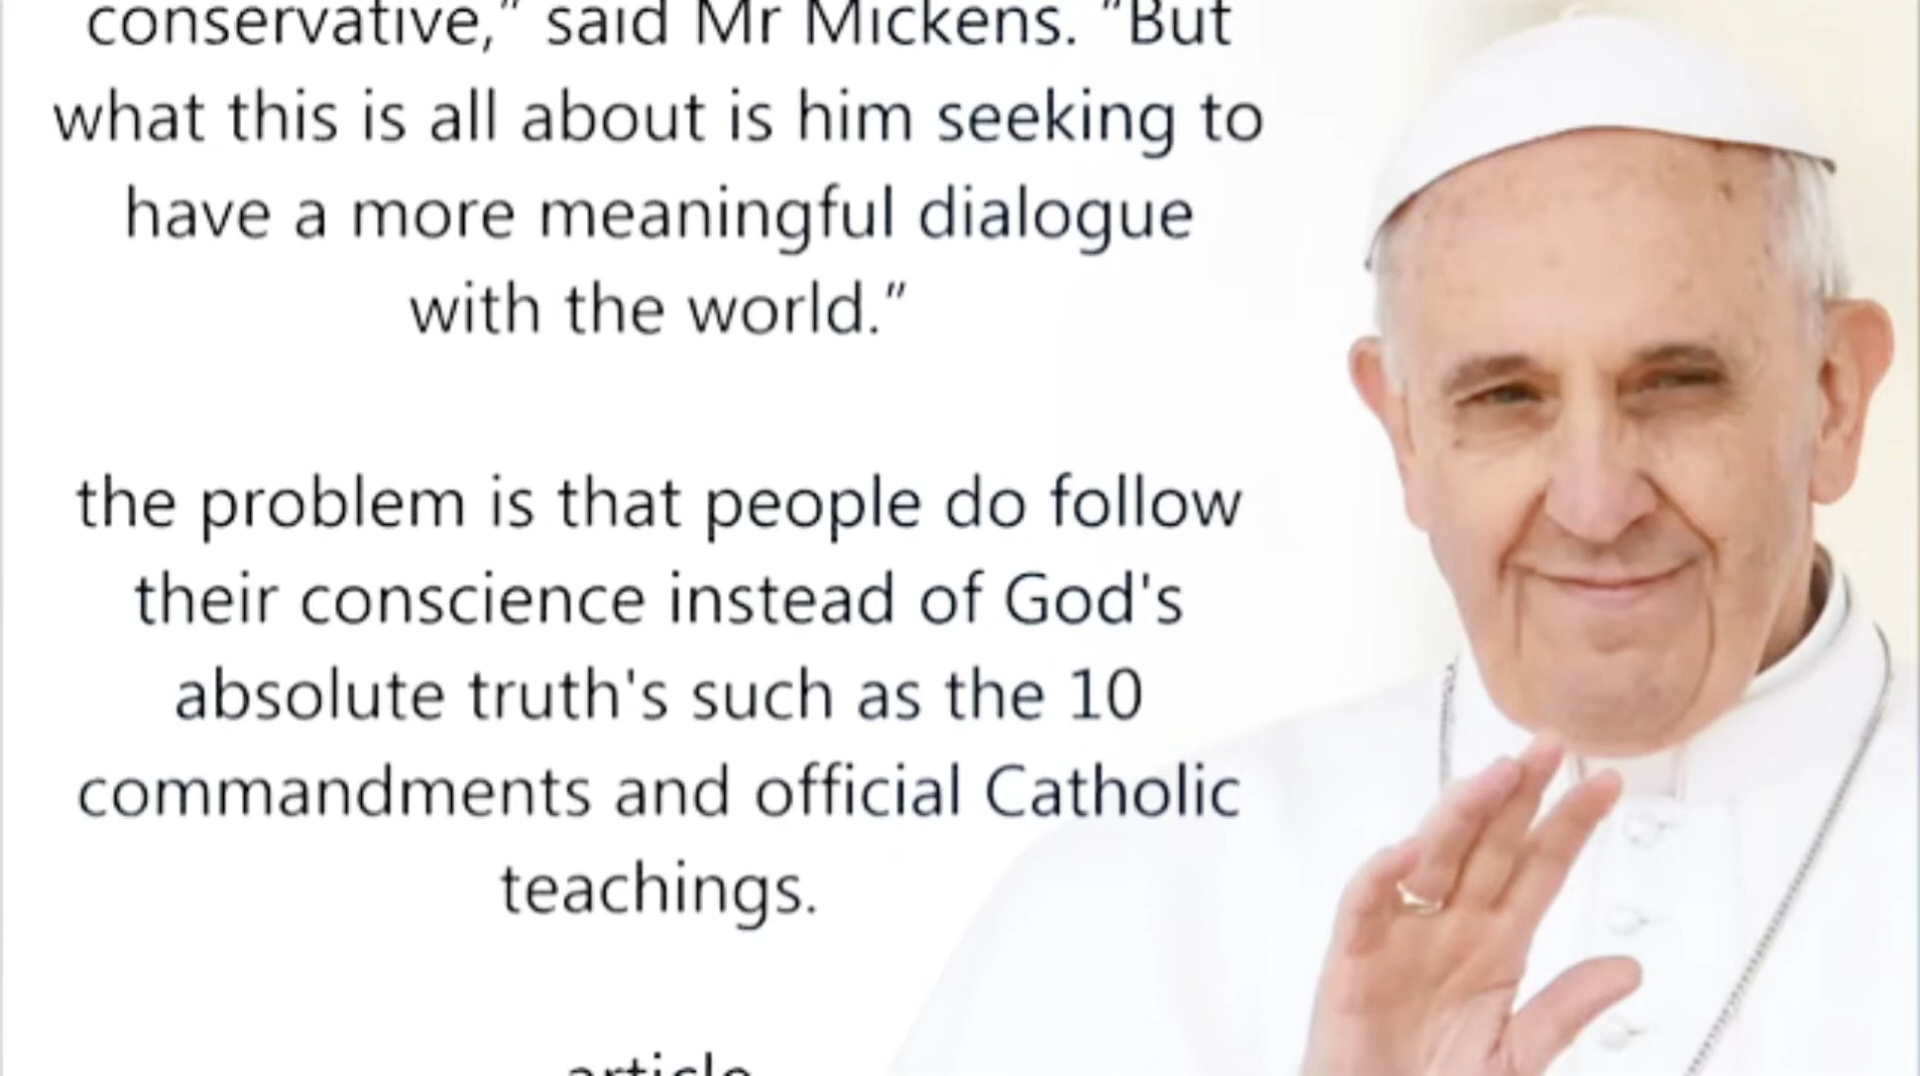 conservative,” said Mr Mickens. “But
what this is all about is him seeking to
have a more meaningful dialogue
with the world.”
the problem is that people do follow
their conscience instead of God's
absolute truth's such as the 10
commandments and official Catholic
teachings.
article